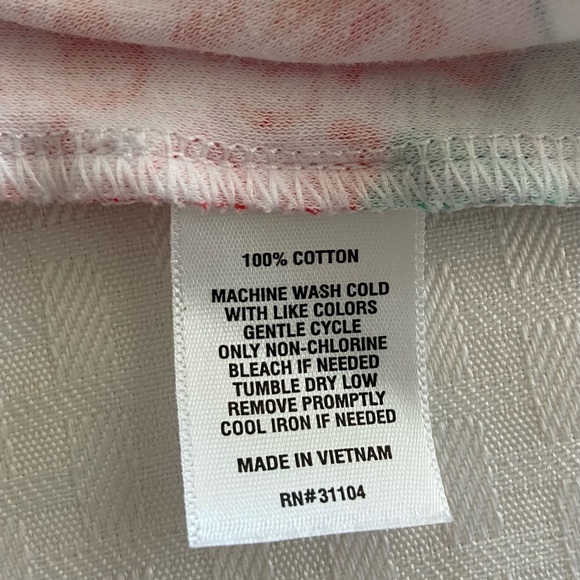 100% COTTON
MACHINE WASH COLD
WITH LIKE COLORS
GENTLE CYCLE
ONLY NON-CHLORINE
BLEACH IF NEEDED
TUMBLE DRY LOW
REMOVE PROMPTLY
COOL IRON IF NEEDED
MADE IN VIETNAM
RN#31104